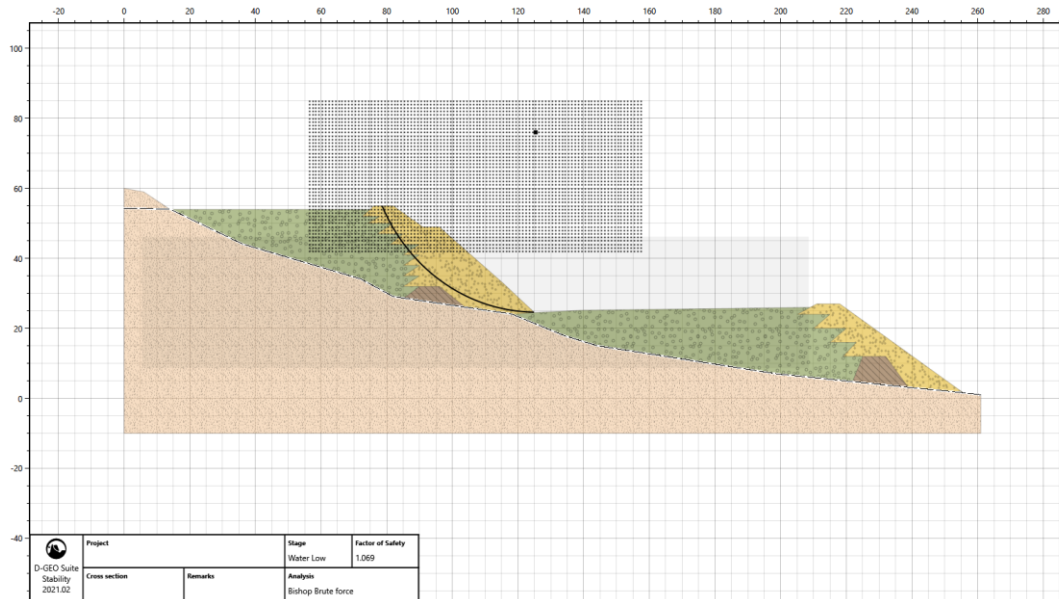 -20 0 20 40 60 80 100 120 140 160 180 200 220 240 260 280
100
80
60
40
20
0
-20
-40
Project
Stage
Factor of Safety
Water Low
1.069
D-GEO Suite
Stability
2021.02
Cross section
Remarks
Analysis
Bishop Brute force